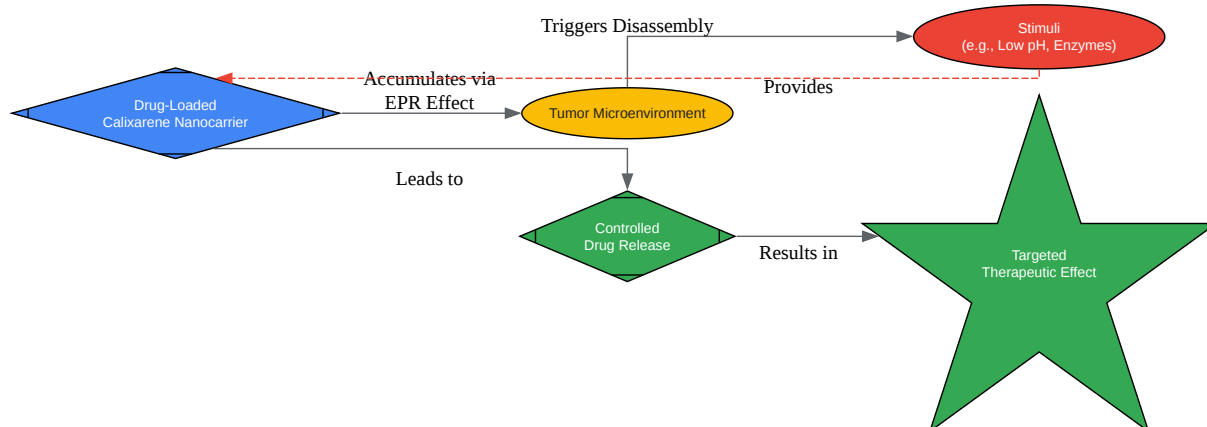 Triggers Disassembly
Stimuli
(e.g., Low pH, Enzymes)
Accumulates via
EPR Effect
Provides
Drug-Loaded
Calixarene Nanocarrier
Tumor Microenvironment
Leads to
Controlled
Drug Release
Results in
Targeted
Therapeutic Effect